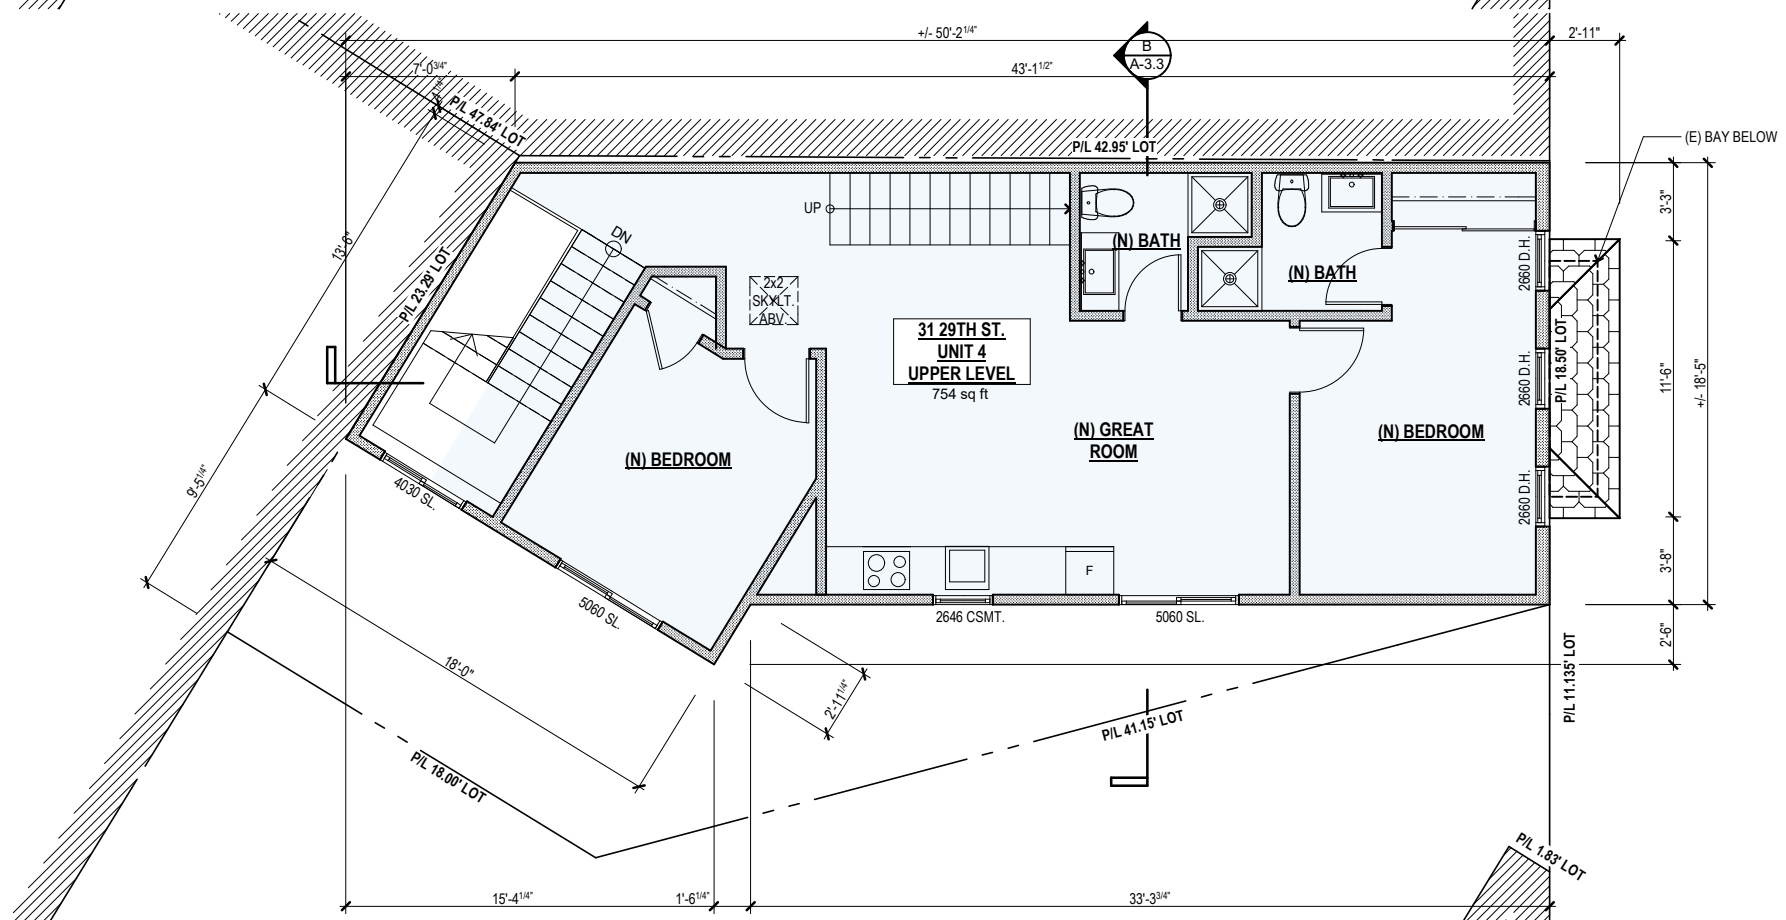 +/- 50'-2 1/4"
2'-11"
B
A-3.3
7'-0 3/4"
43'-1 1/2"
P/L 47.84' LOT
P/L 42.95' LOT
(E) BAY BELOW
UP
DN
13'-6"
P/L 23.29' LOT
(N) BATH
(N) BATH
2660 D.H.
3'-3"
2x2
SKYLT.
ABV.
31 29TH ST.
UNIT 4
UPPER LEVEL
754 sq ft
2660 D.H.
P/L 18.50' LOT
11'-6"
+/- 18'-5"
(N) GREAT
ROOM
(N) BEDROOM
(N) BEDROOM
9'-5 1/4"
4030 SL.
2660 D.H.
F
3'-8"
5060 SL.
2646 CSMT.
5060 SL.
2'-6"
18'-0"
2'-11 1/4"
P/L 11.135' LOT
P/L 41.15' LOT
P/L 18.00' LOT
P/L 1.83' LOT
15'-4 1/4"
1'-6 1/4"
33'-3 3/4"